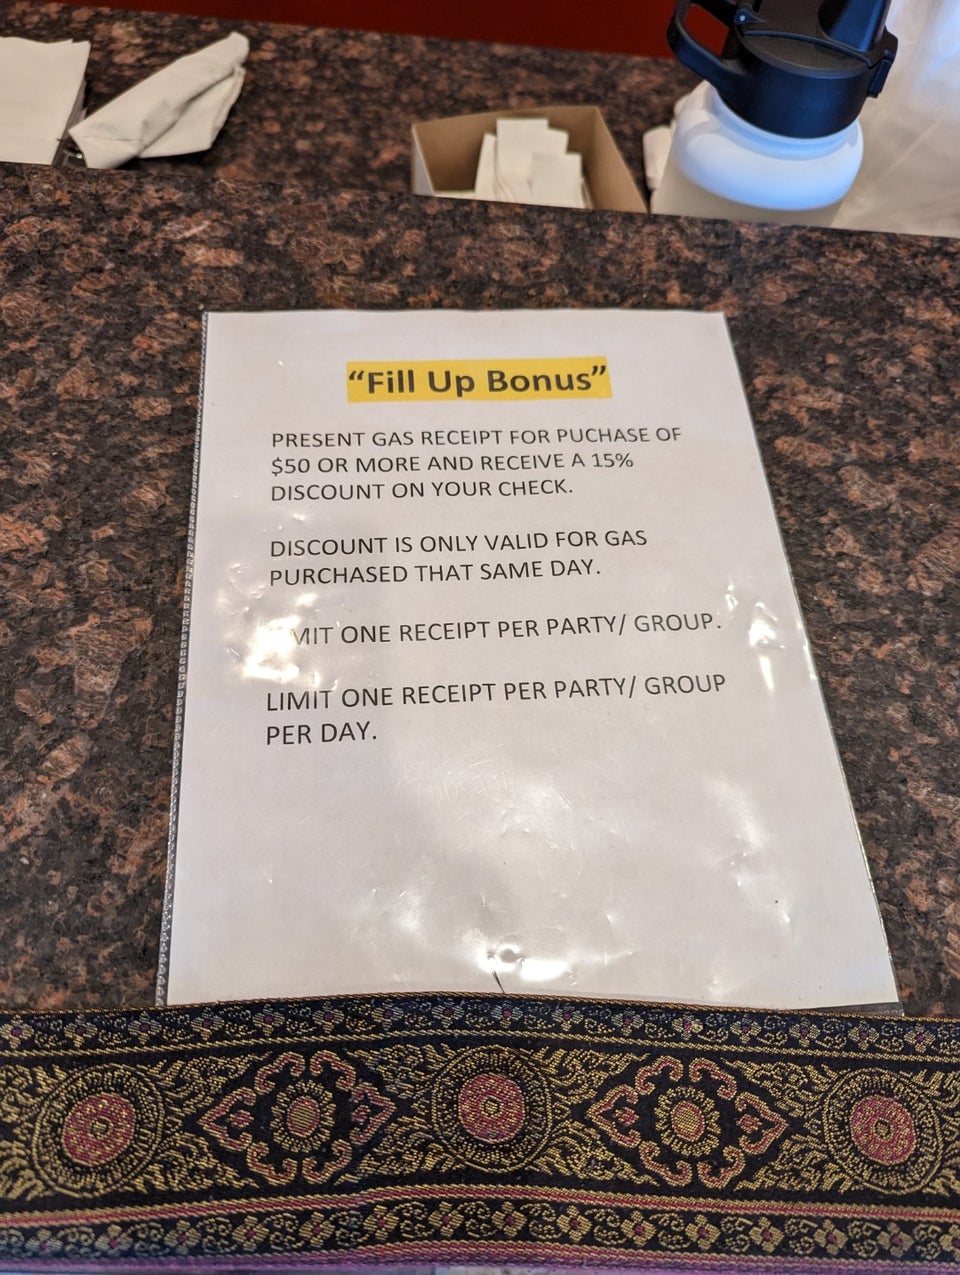 “Fill Up Bonus”
PRESENT GAS RECEIPT FOR PUCHASE OF
$50 OR MORE AND RECEIVE A 15%
DISCOUNT ON YOUR CHECK.
DISCOUNT IS ONLY VALID FOR GAS
PURCHASED THAT SAME DAY.
LIMIT ONE RECEIPT PER PARTY/ GROUP.
LIMIT ONE RECEIPT PER PARTY/ GROUP
PER DAY.